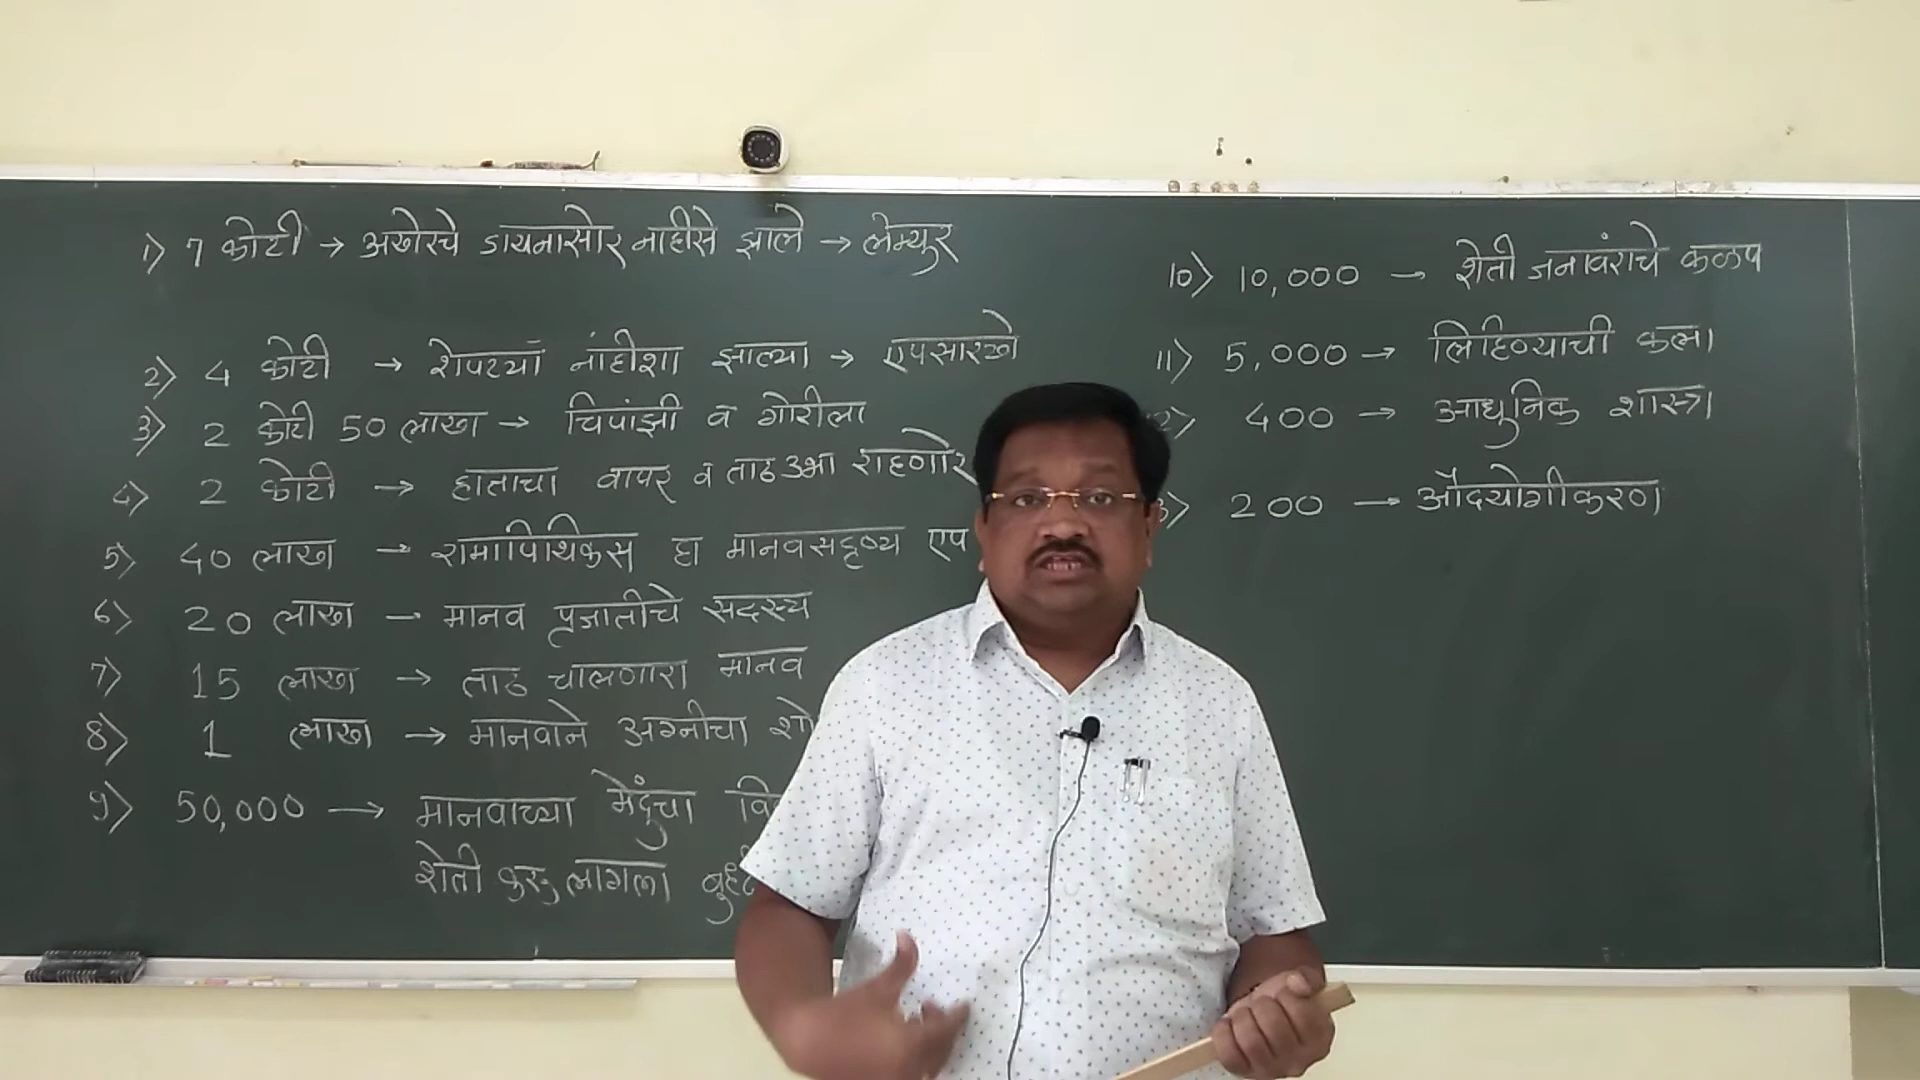 1) 7 कोटी → अखेरचे डायनासोर नाहीसे झाले → लेम्युर
2) 4 कोटी → शेपट्याँ नांहीशा झाल्या → एपसारखे
3) 2 कोटी 50 लाख → चिपांझी व गोरीला
4) 2 कोटी → हाताचा वापर व ताठ उभा राहणारे
5) 40 लाख → रामापिथिकस हा मानवसदृष्य एप
6) 20 लाख → मानव प्रजातीचे सदस्य
7) 15 लाख → ताठ चालणारा मानव
8) 1 लाख → मानवाने अग्नीचा
9) 50,000 → मानवाच्या मेंदुचा
शेती करू लागला
10) 10,000 → शेती जनावंराचे कळप
11) 5,000 → लिहिण्याची कला
400 → आधुनिक शास्त्र
200 → औदयोगीकरण